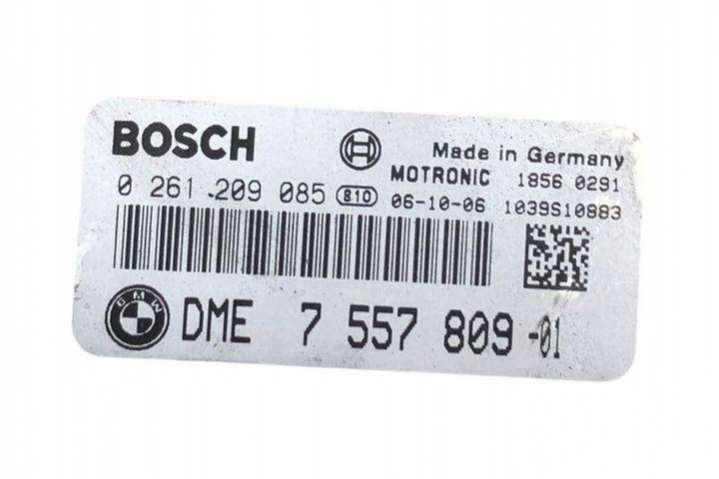 BOSCH
Made in Germany
MOTRONIC 1856 0291
0 261 209 085 810 06-10-06 1039S10883
BMW
DME 7 557 809-01